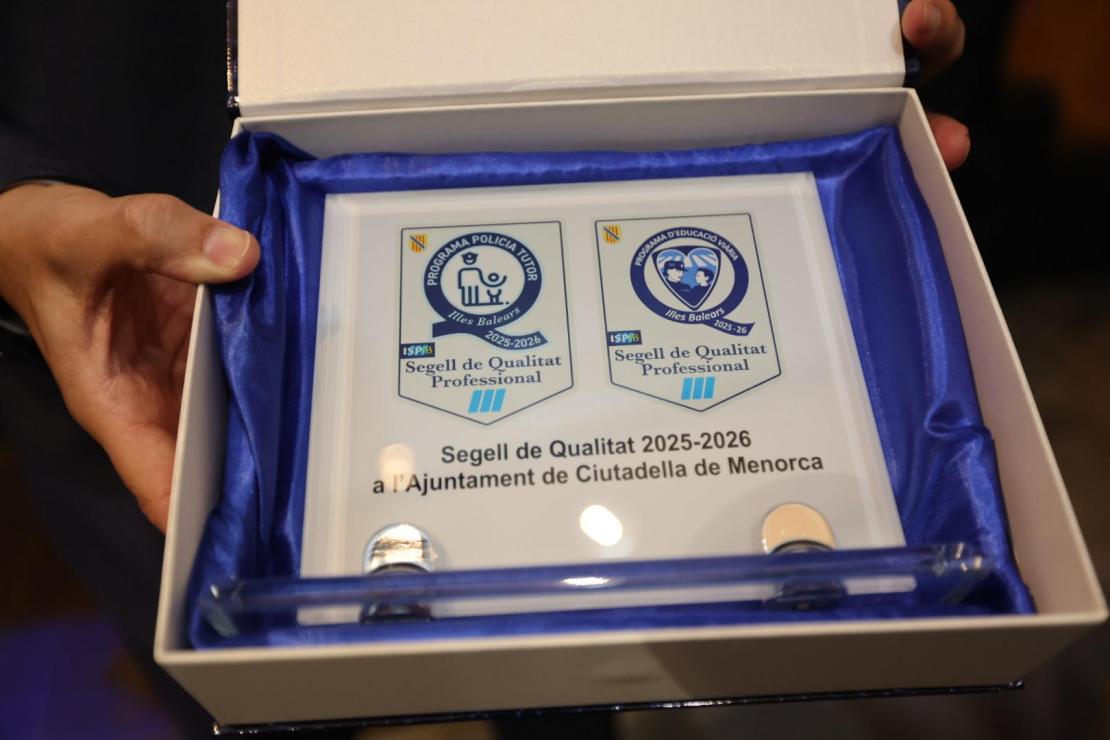 PROGRAMA POLICIA TUTOR
Illes Balears
2025-2026
ISPIB
Segell de Qualitat
Professional
PROGRAMA D'EDUCACIÓ VIÀRIA
Illes Balears
2025-26
ISPIB
Segell de Qualitat
Professional
Segell de Qualitat 2025-2026
a l'Ajuntament de Ciutadella de Menorca